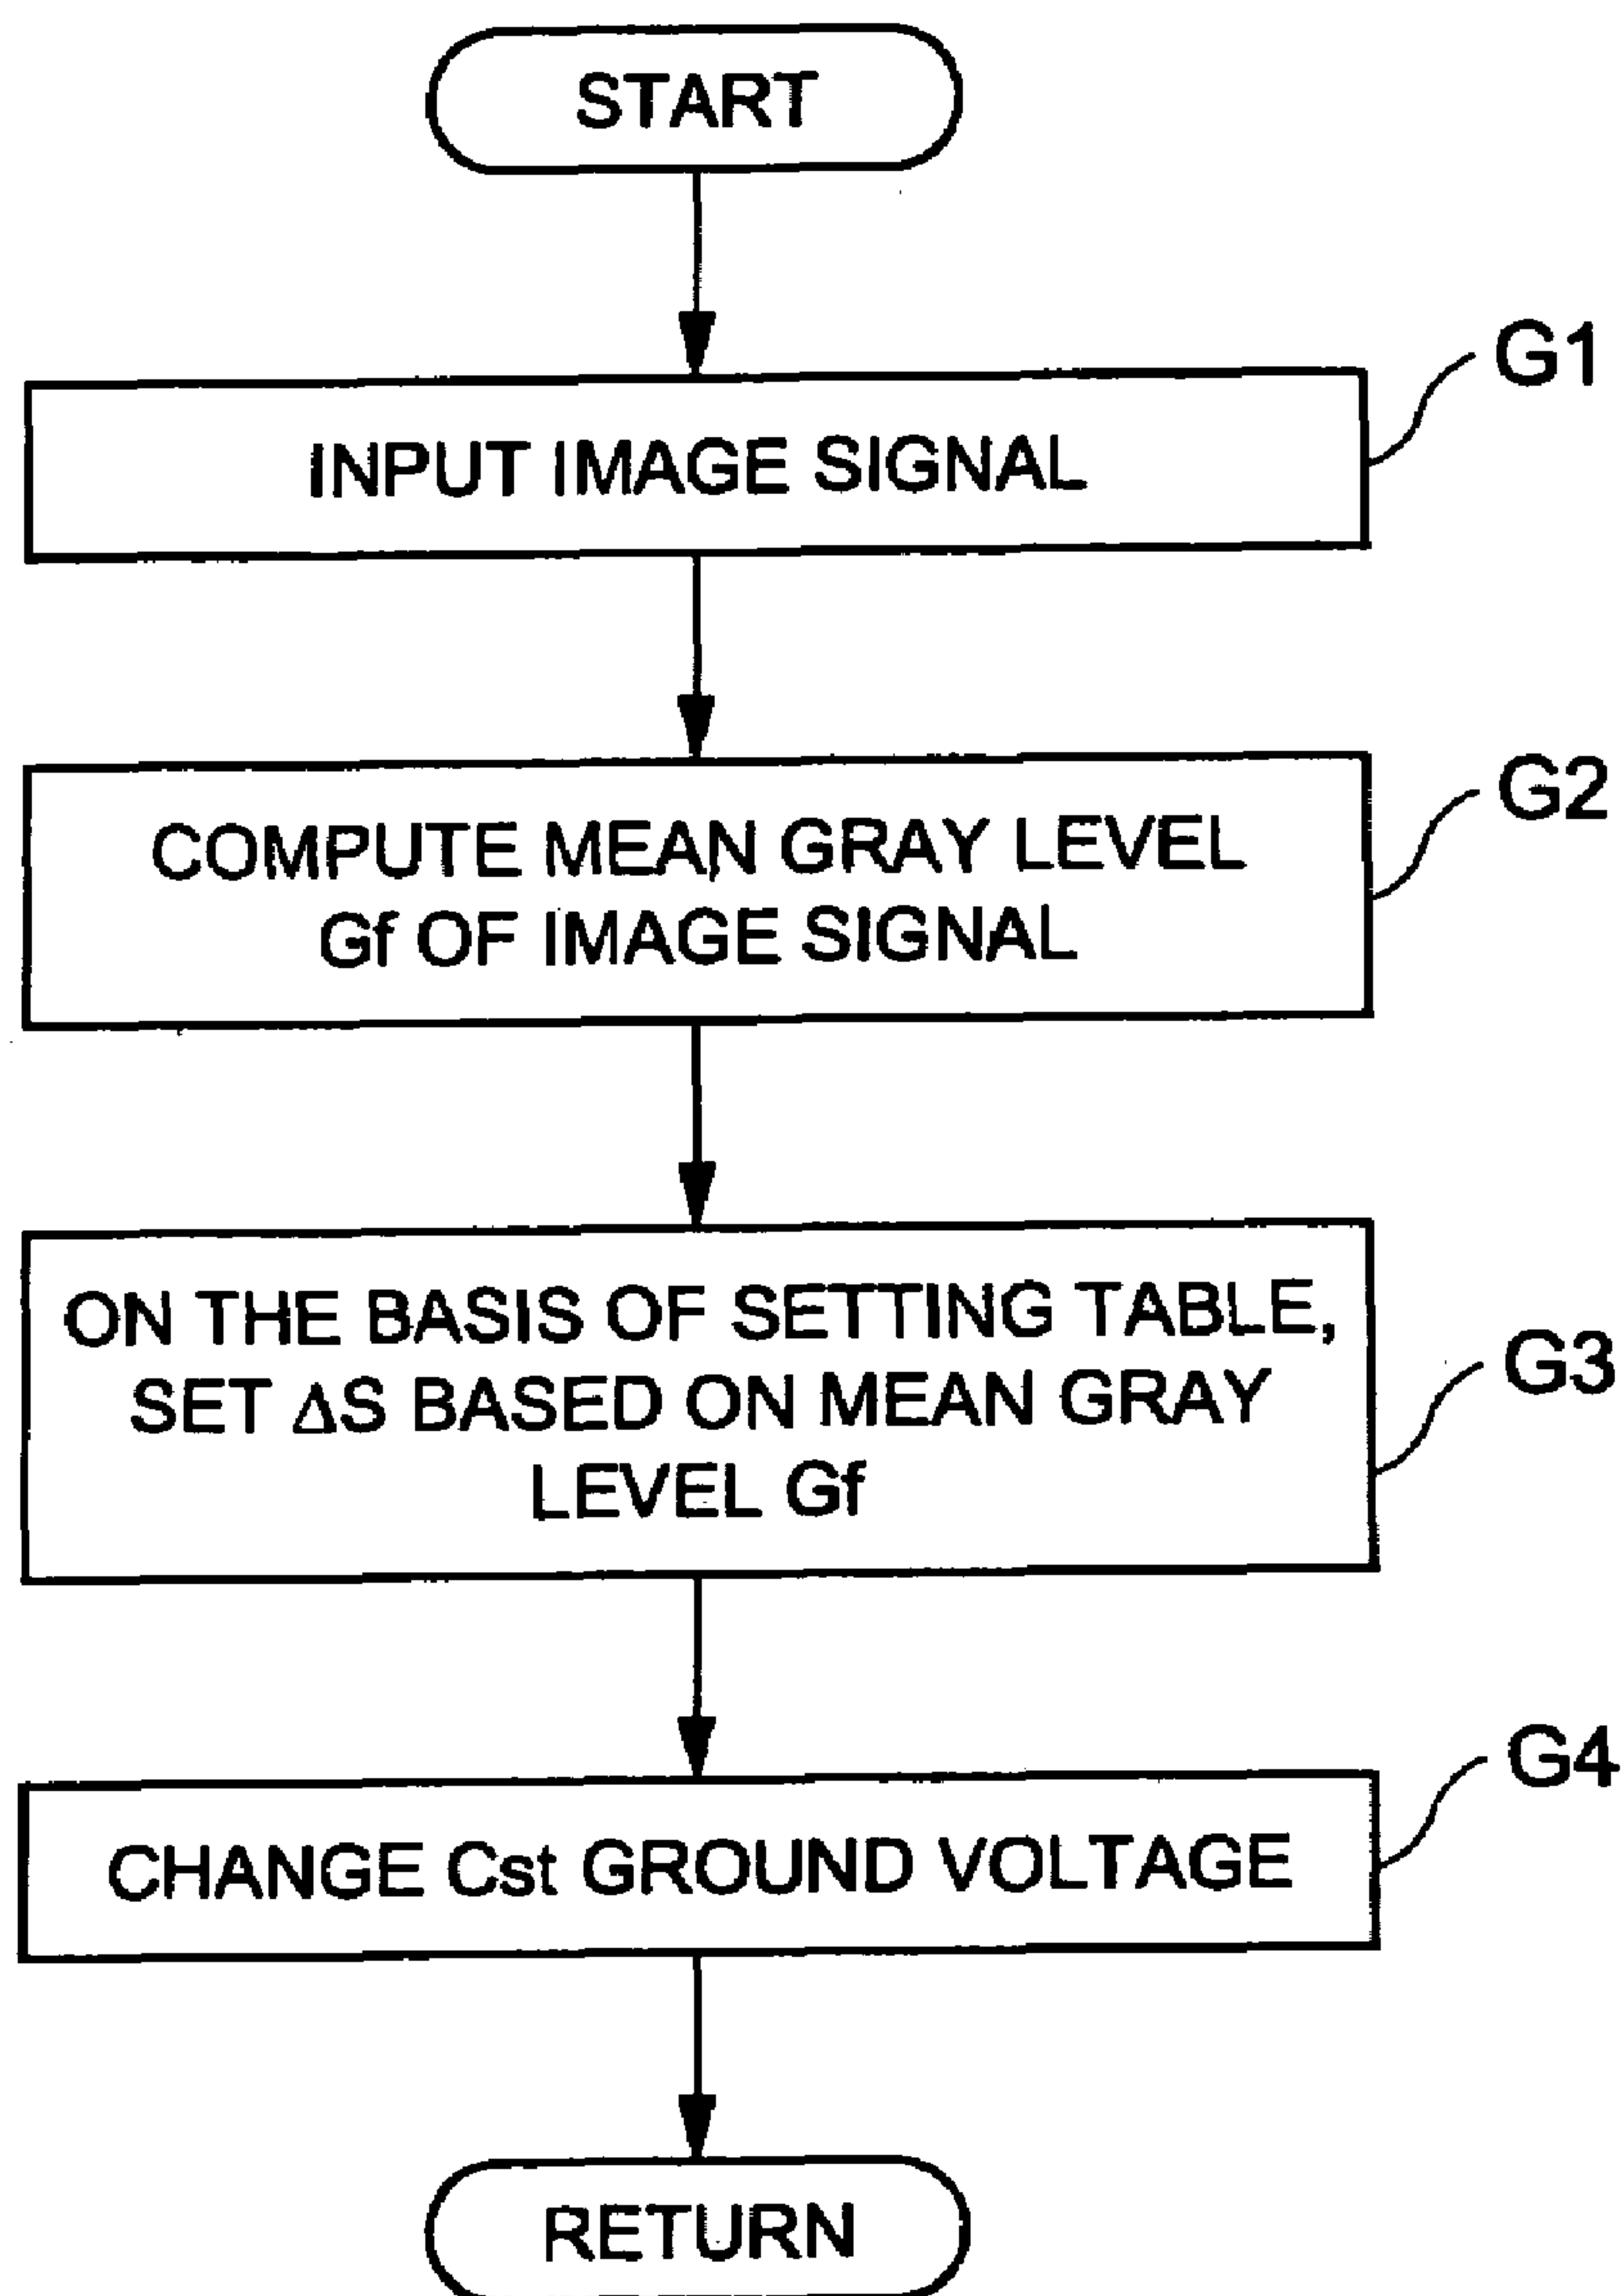 START
G1
INPUT IMAGE SIGNAL
G2
COMPUTE MEAN GRAY LEVEL
Gf OF IMAGE SIGNAL
ON THE BASIS OF SETTING TABLE,
G3
SET ΔS BASED ON MEAN GRAY
LEVEL Gf
G4
CHANGE Cst GROUND VOLTAGE
RETURN